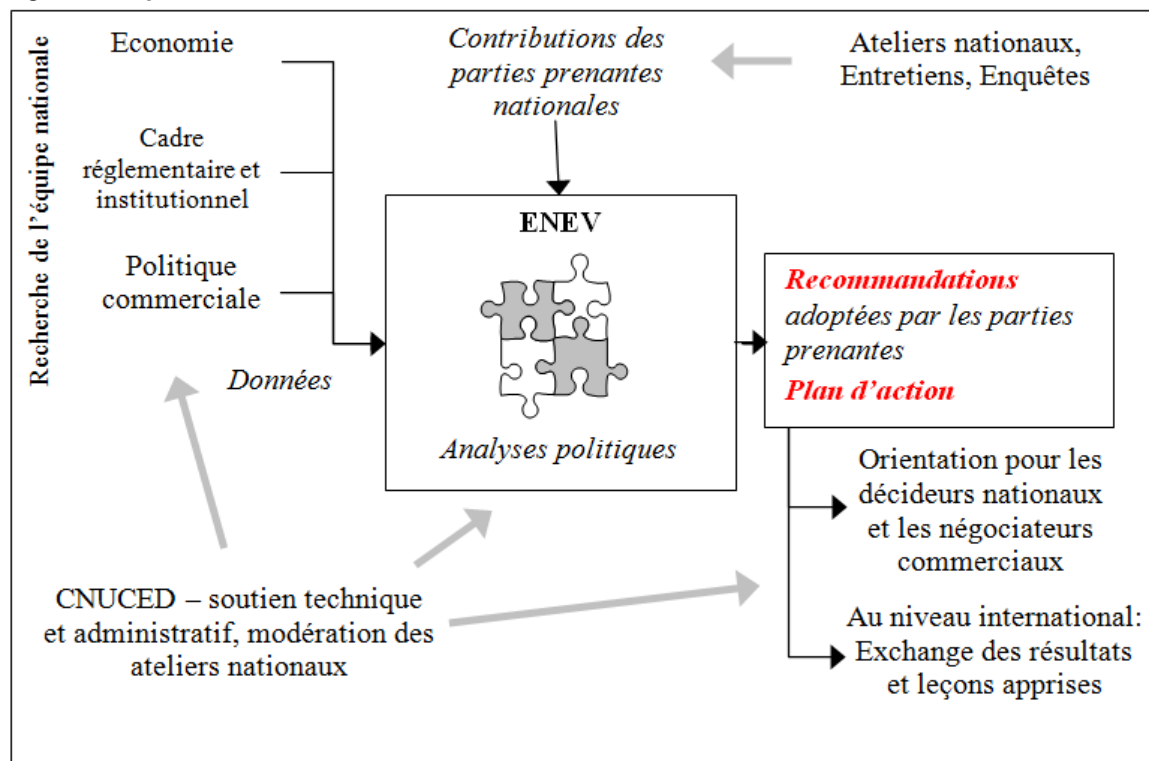 Recherche de l'équipe nationale
Economie
Cadre
réglementaire et
institutionnel
Politique
commerciale
Données
Contributions des
parties prenantes
nationales
Ateliers nationaux,
Entretiens, Enquêtes
ENEV
Analyses politiques
Recommandations
adoptées par les parties
prenantes
Plan d'action
Orientation pour les
décideurs nationaux
et les négociateurs
commerciaux
Au niveau international:
Exchange des résultats
et leçons apprises
CNUCED – soutien technique
et administratif, modération des
ateliers nationaux